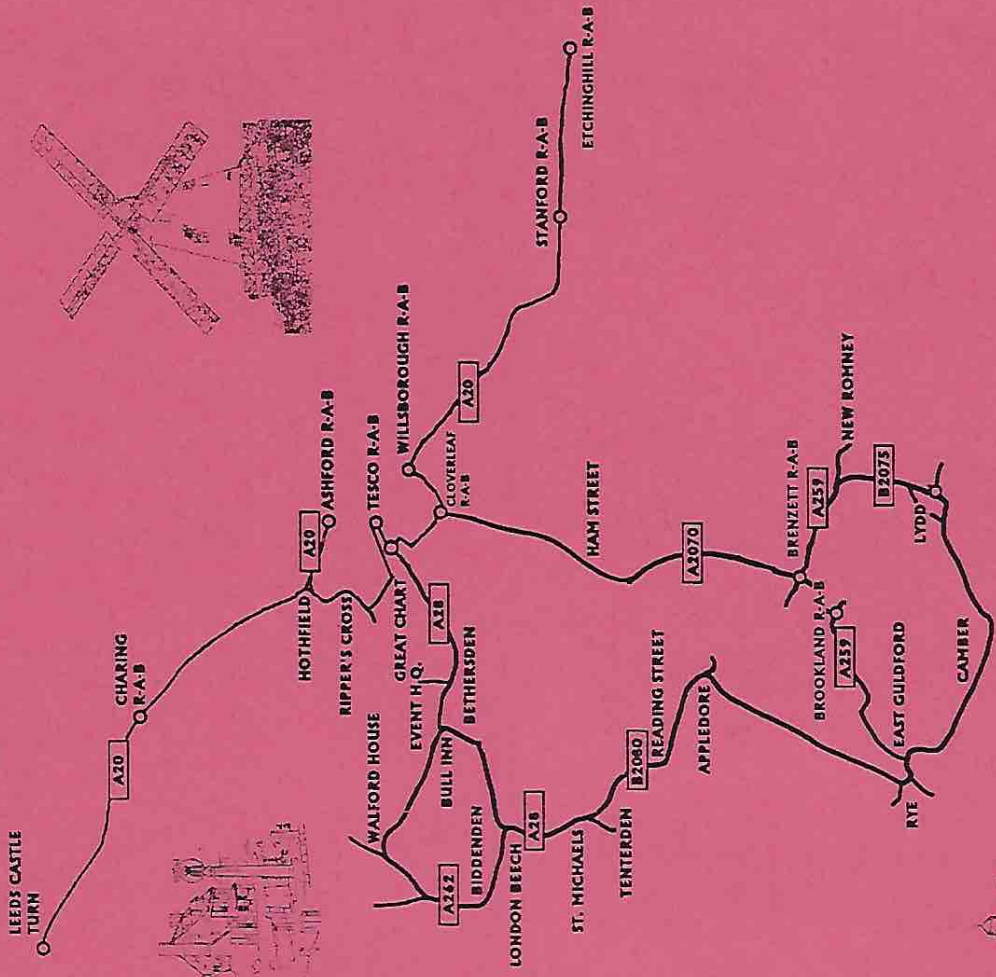 LEEDS CASTLE
TURN
A20
CHARING
R-A-B
HOTHFIELD
A20
ASHFORD R-A-B
RIPPER'S CROSS
TESCO R-A-B
GREAT CHART
A28
WILLSBOROUGH R-A-B
CLOVERLEAF
R-A-B
A20
STANFORD R-A-B
ETCHINGHILL R-A-B
EVENT H.Q.
BETHERSDEN
WALFORD HOUSE
BULL INN
A262
BIDDENDEN
LONDON BEECH
A28
ST. MICHAELS
TENTERDEN
B2080
READING STREET
APPLEDORE
HAM STREET
A2070
BRENZETT R-A-B
A259
NEW ROMNEY
BROOKLAND R-A-B
A259
B2075
LYDD
EAST GULDFORD
CAMBER
RYE